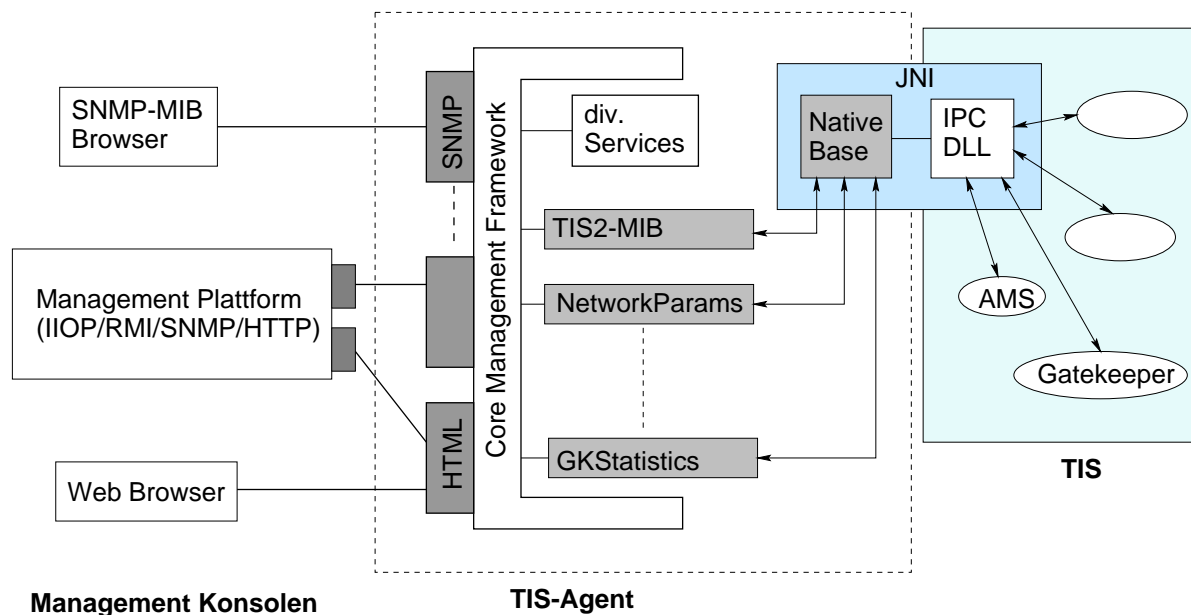 SNMP-MIB
Browser
Management Plattform
(IIOP/RMI/SNMP/HTTP)
Web Browser
Management Konsolen
SNMP
HTML
Core Management Framework
div.
Services
TIS2-MIB
NetworkParams
GKStatistics
TIS-Agent
JNI
Native
Base
IPC
DLL
AMS
Gatekeeper
TIS